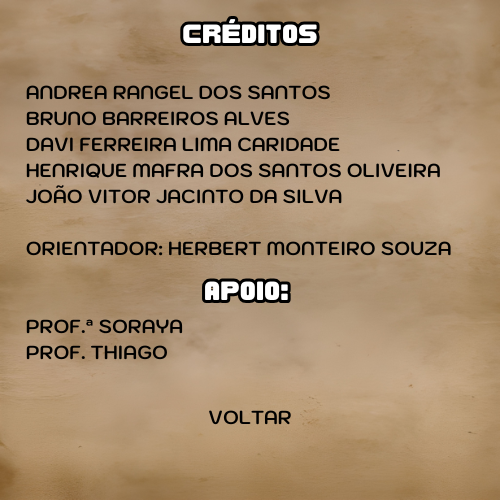 CRÉDITOS
ANDREA RANGEL DOS SANTOS
BRUNO BARREIROS ALVES
DAVI FERREIRA LIMA CARIDADE
HENRIQUE MAFRA DOS SANTOS OLIVEIRA
JOÃO VITOR JACINTO DA SILVA
ORIENTADOR: HERBERT MONTEIRO SOUZA
APOIO:
PROF.ª SORAYA
PROF. THIAGO
VOLTAR